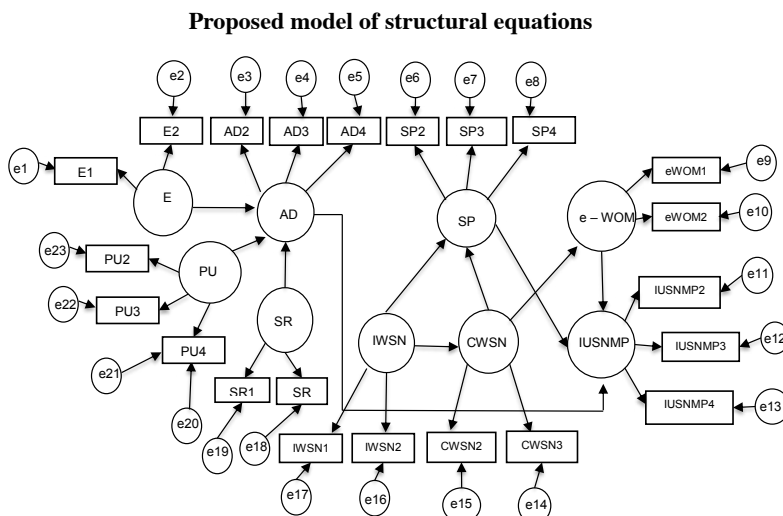 Proposed model of structural equations
e2
e3
e4
e5
e6
e7
e8
E2
AD2
AD3
AD4
SP2
SP3
SP4
e1
E1
e9
eWOM1
E
AD
SP
e – WOM
e10
eWOM2
e23
PU2
PU
e11
IUSNMP2
e22
PU3
SR
IWSN
CWSN
IUSNMP
IUSNMP3
e12
PU4
e21
SR1
SR
IUSNMP4
e13
e20
e19
e18
IWSN1
IWSN2
CWSN2
CWSN3
e17
e16
e15
e14